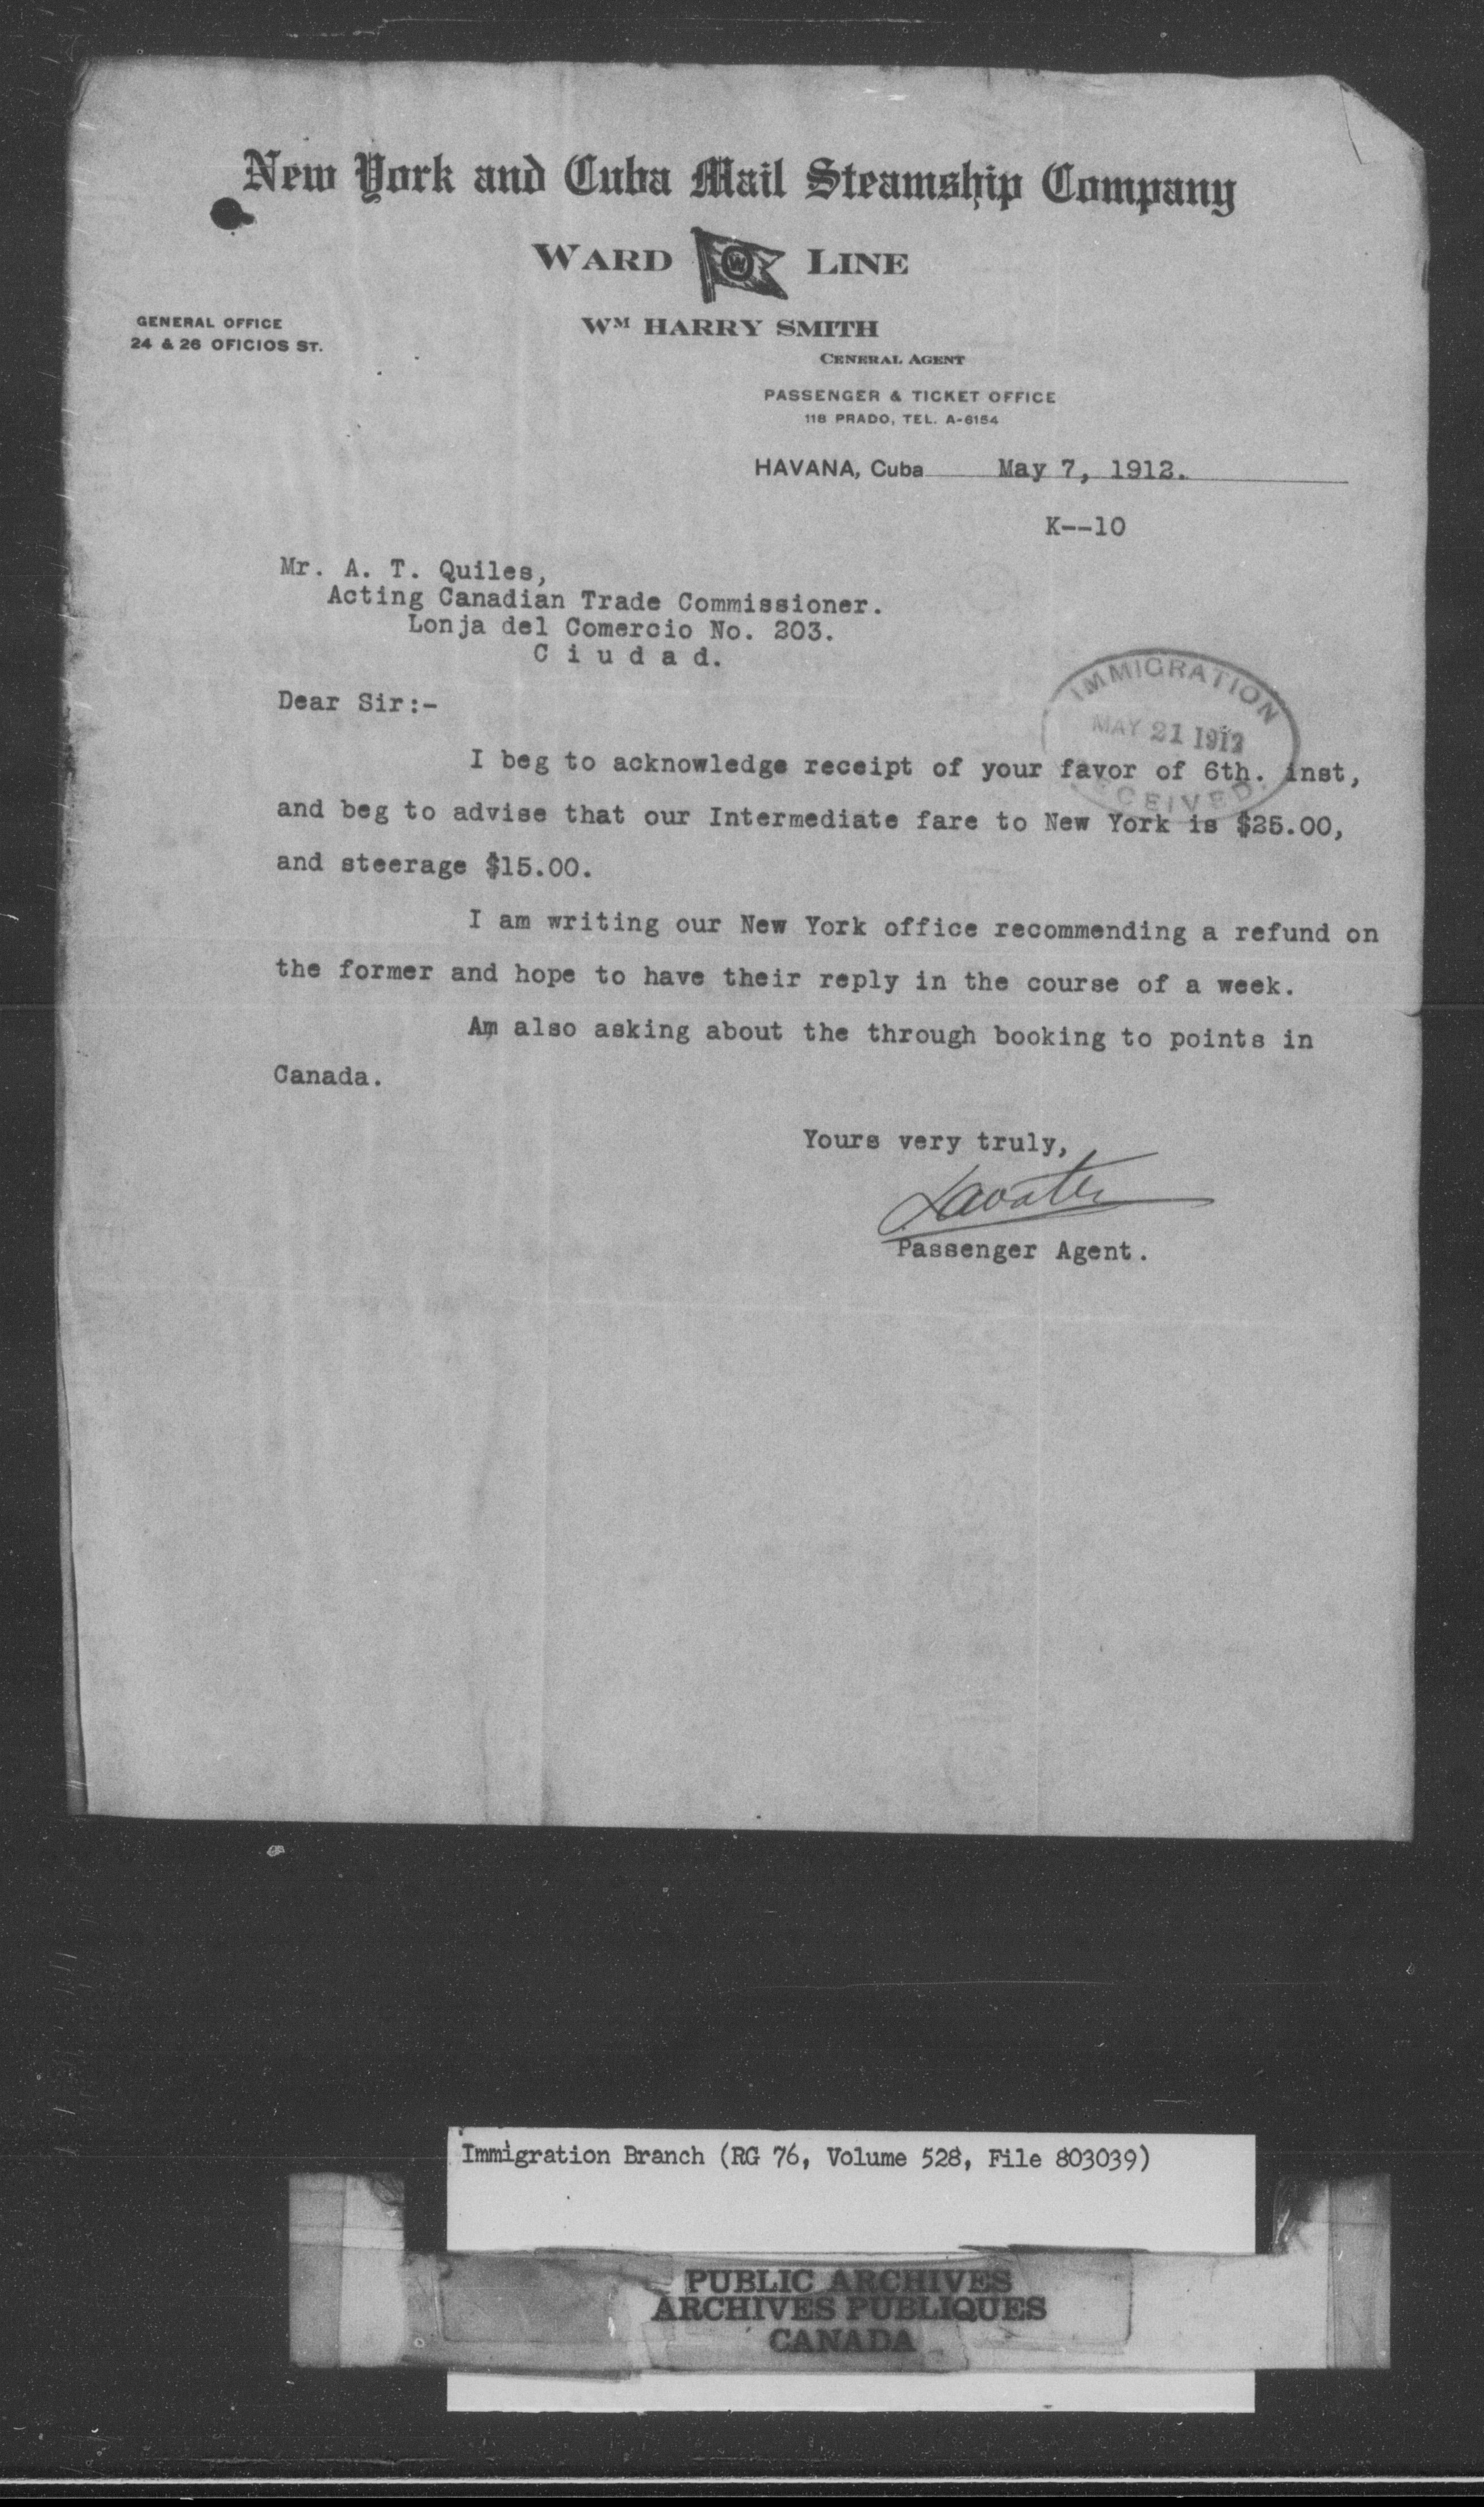 New York and Cuba Mail Steamship Company
WARD W LINE
GENERAL OFFICE
24 & 26 OFICIOS ST.
WM HARRY SMITH
GENERAL AGENT
PASSENGER & TICKET OFFICE
118 PRADO, TEL. A-6154
HAVANA, Cuba May 7, 1912.
K--10
Mr. A. T. Quiles,
Acting Canadian Trade Commissioner.
Lonja del Comercio No. 203.
C i u d a d.
IMMIGRATION
MAY 21 1912
RECEIVED.
Dear Sir:-
I beg to acknowledge receipt of your favor of 6th. inst,
and beg to advise that our Intermediate fare to New York is $25.00,
and steerage $15.00.
I am writing our New York office recommending a refund on
the former and hope to have their reply in the course of a week.
Am also asking about the through booking to points in
Canada.
Yours very truly,
Passenger Agent.
Immigration Branch (RG 76, Volume 528, File 803039)
PUBLIC ARCHIVES
ARCHIVES PUBLIQUES
CANADA